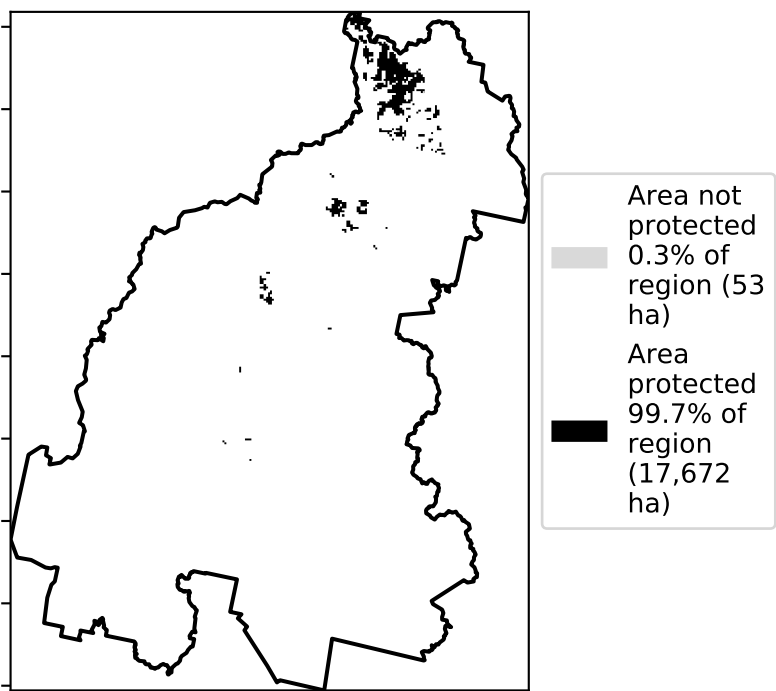 Area not
protected
0.3% of
region (53
ha)
Area
protected
99.7% of
region
(17,672
ha)